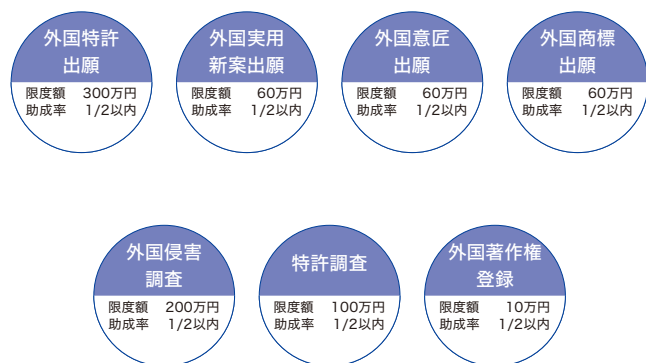 外国特許
出願
限度額 300万円
助成率 1/2以内
外国実用
新案出願
限度額 60万円
助成率 1/2以内
外国意匠
出願
限度額 60万円
助成率 1/2以内
外国商標
出願
限度額 60万円
助成率 1/2以内
外国侵害
調査
限度額 200万円
助成率 1/2以内
特許調査
限度額 100万円
助成率 1/2以内
外国著作権
登録
限度額 10万円
助成率 1/2以内